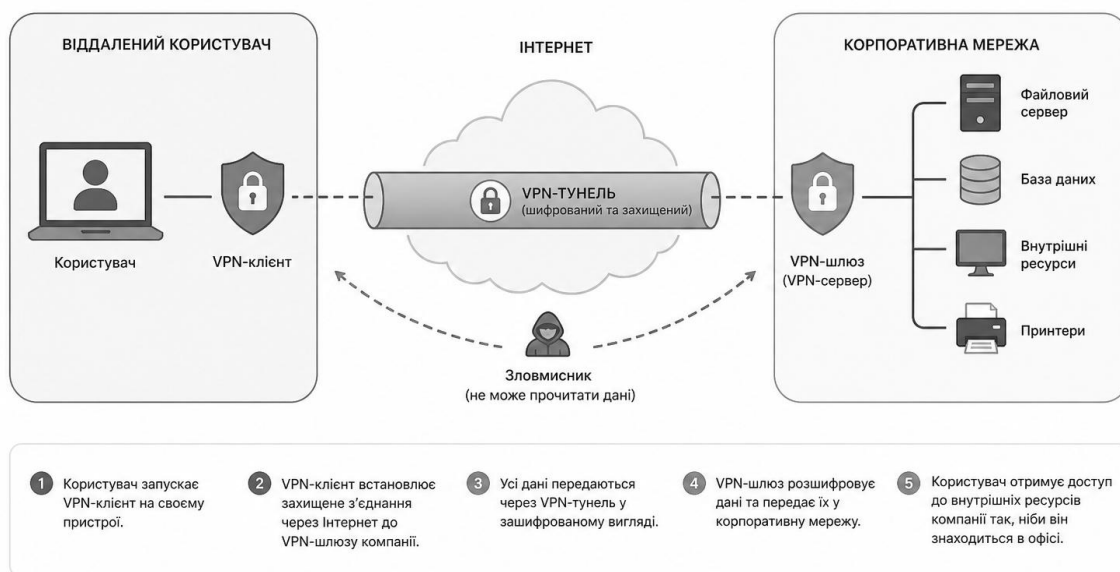 ВІДДАЛЕНИЙ КОРИСТУВАЧ
Користувач
VPN-клієнт
ІНТЕРНЕТ
VPN-ТУНЕЛЬ
(шифрований та захищений)
Зловмисник
(не може прочитати дані)
КОРПОРАТИВНА МЕРЕЖА
VPN-шлюз
(VPN-сервер)
Файловий
сервер
База даних
Внутрішні
ресурси
Принтери
1 Користувач запускає
VPN-клієнт на своєму
пристрої.
2 VPN-клієнт встановлює
захищене з’єднання
через Інтернет до
VPN-шлюзу компанії.
3 Усі дані передаються
через VPN-тунель у
зашифрованому вигляді.
4 VPN-шлюз розшифровує
дані та передає їх у
корпоративну мережу.
5 Користувач отримує доступ
до внутрішніх ресурсів
компанії так, ніби він
знаходиться в офісі.